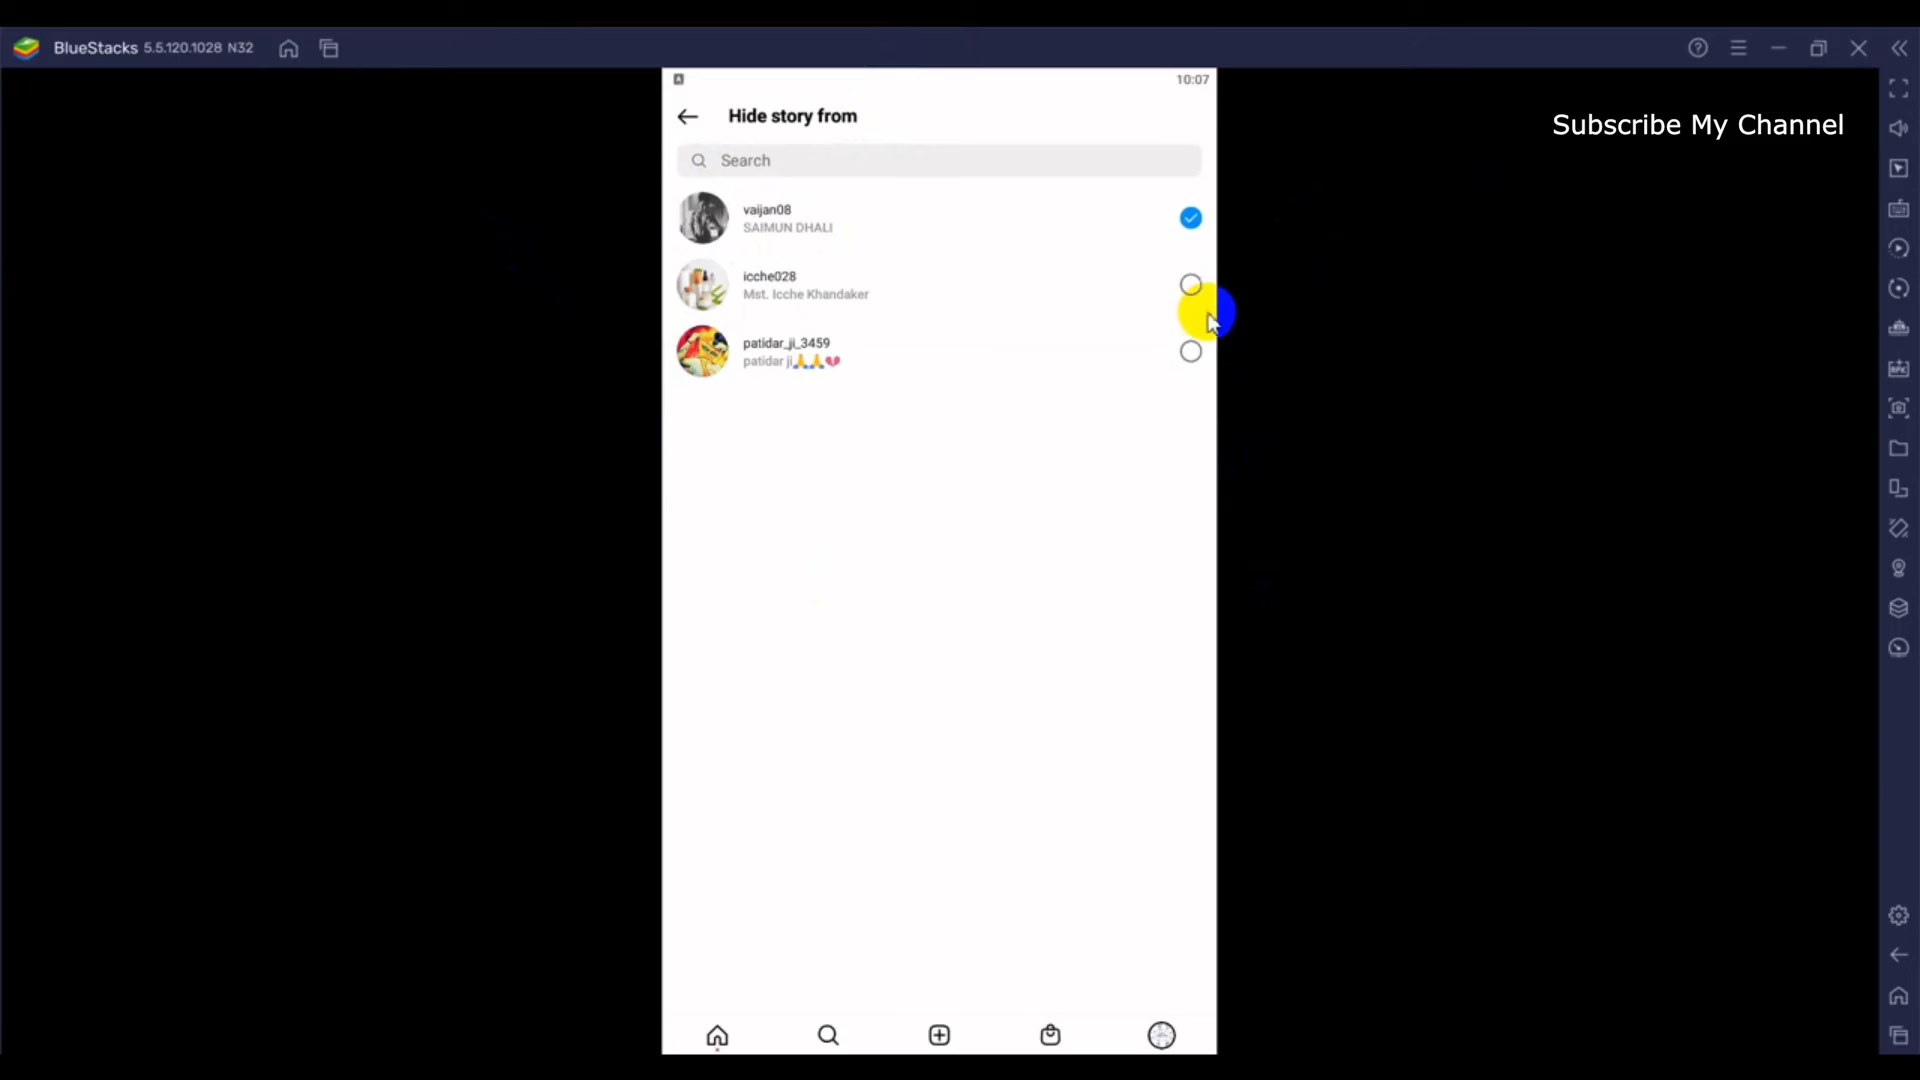 BlueStacks 5.5.120.1028 N32
10:07
Hide story from
Subscribe My Channel
Search
vaijan08
SAIMUN DHALI
icche028
Mst. Icche Khandaker
patidar_ji_3459
patidar ji🙏🙏💔